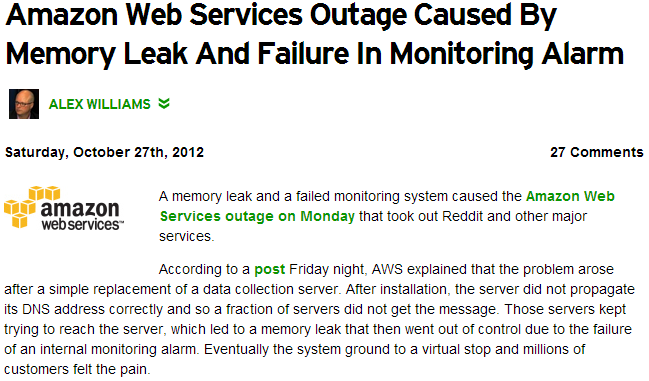 Amazon Web Services Outage Caused By
Memory Leak And Failure In Monitoring Alarm
ALEX WILLIAMS
Saturday, October 27th, 2012
27 Comments
amazon
web services™
A memory leak and a failed monitoring system caused the Amazon Web
Services outage on Monday that took out Reddit and other major
services.
According to a post Friday night, AWS explained that the problem arose
after a simple replacement of a data collection server. After installation, the server did not propagate
its DNS address correctly and so a fraction of servers did not get the message. Those servers kept
trying to reach the server, which led to a memory leak that then went out of control due to the failure
of an internal monitoring alarm. Eventually the system ground to a virtual stop and millions of
customers felt the pain.